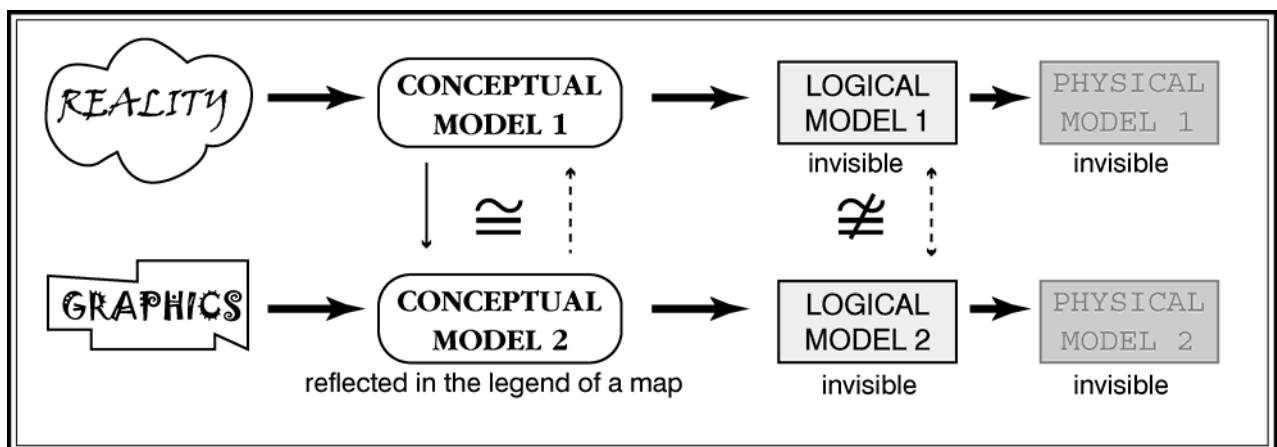 REALITY
CONCEPTUAL
MODEL 1
LOGICAL
MODEL 1
invisible
PHYSICAL
MODEL 1
invisible
≅
≇
GRAPHICS
CONCEPTUAL
MODEL 2
reflected in the legend of a map
LOGICAL
MODEL 2
invisible
PHYSICAL
MODEL 2
invisible